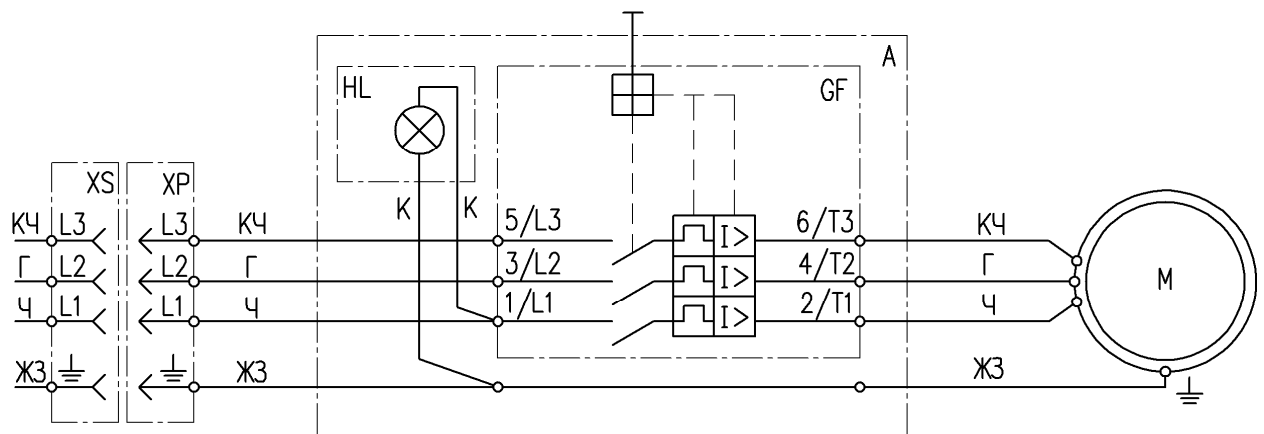 A
HL
GF
XS XP
К К
КЧ L3 L3 КЧ 5/L3 6/T3 КЧ
I>
Г L2 L2 Г 3/L2 4/T2 Г
I>
M
Ч L1 L1 Ч 1/L1 2/T1 Ч
I>
ЖЗ ЖЗ ЖЗ